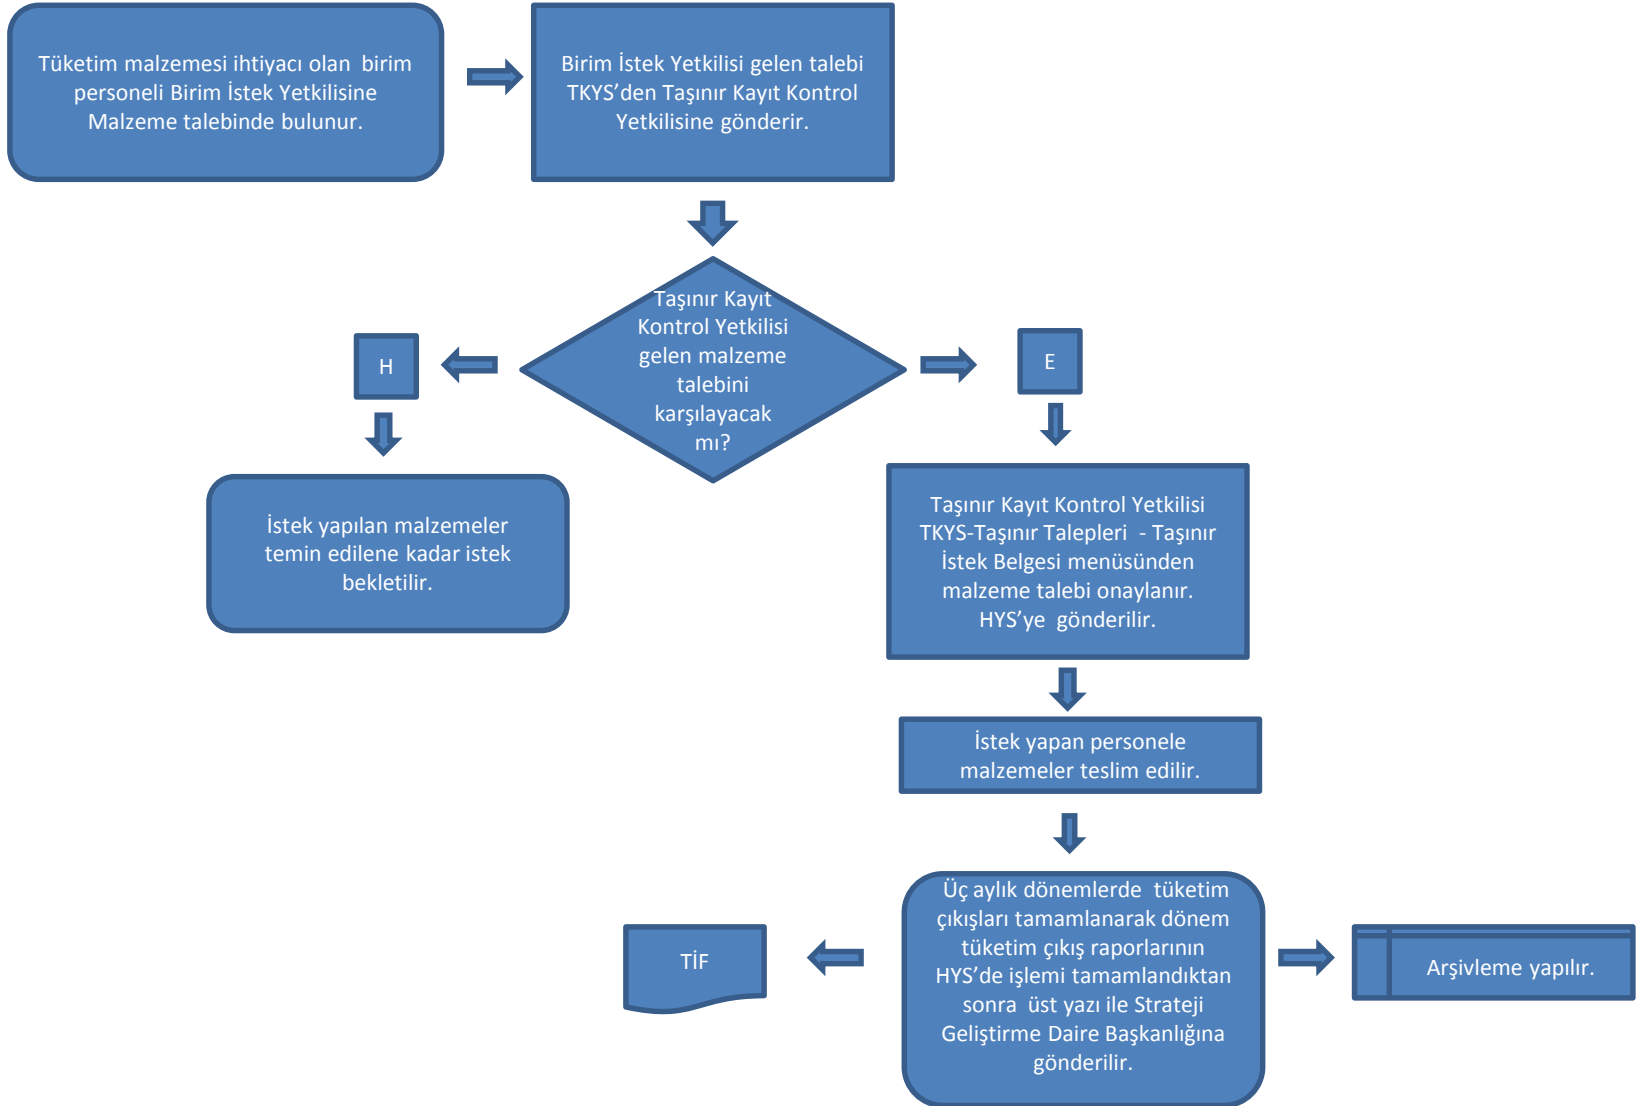 Tüketim malzemesi ihtiyacı olan  birim
personeli Birim İstek Yetkilisine
Malzeme talebinde bulunur.
Birim İstek Yetkilisi gelen talebi
TKYS’den Taşınır Kayıt Kontrol
Yetkilisine gönderir.
Taşınır Kayıt
Kontrol Yetkilisi
gelen malzeme
talebini
karşılayacak
mı?
H
E
İstek yapılan malzemeler
temin edilene kadar istek
bekletilir.
Taşınır Kayıt Kontrol Yetkilisi
TKYS-Taşınır Talepleri  - Taşınır
İstek Belgesi menüsünden
malzeme talebi onaylanır.
HYS’ye  gönderilir.
İstek yapan personele
malzemeler teslim edilir.
Üç aylık dönemlerde  tüketim
çıkışları tamamlanarak dönem
tüketim çıkış raporlarının
HYS’de işlemi tamamlandıktan
sonra  üst yazı ile Strateji
Geliştirme Daire Başkanlığına
gönderilir.
TİF
Arşivleme yapılır.